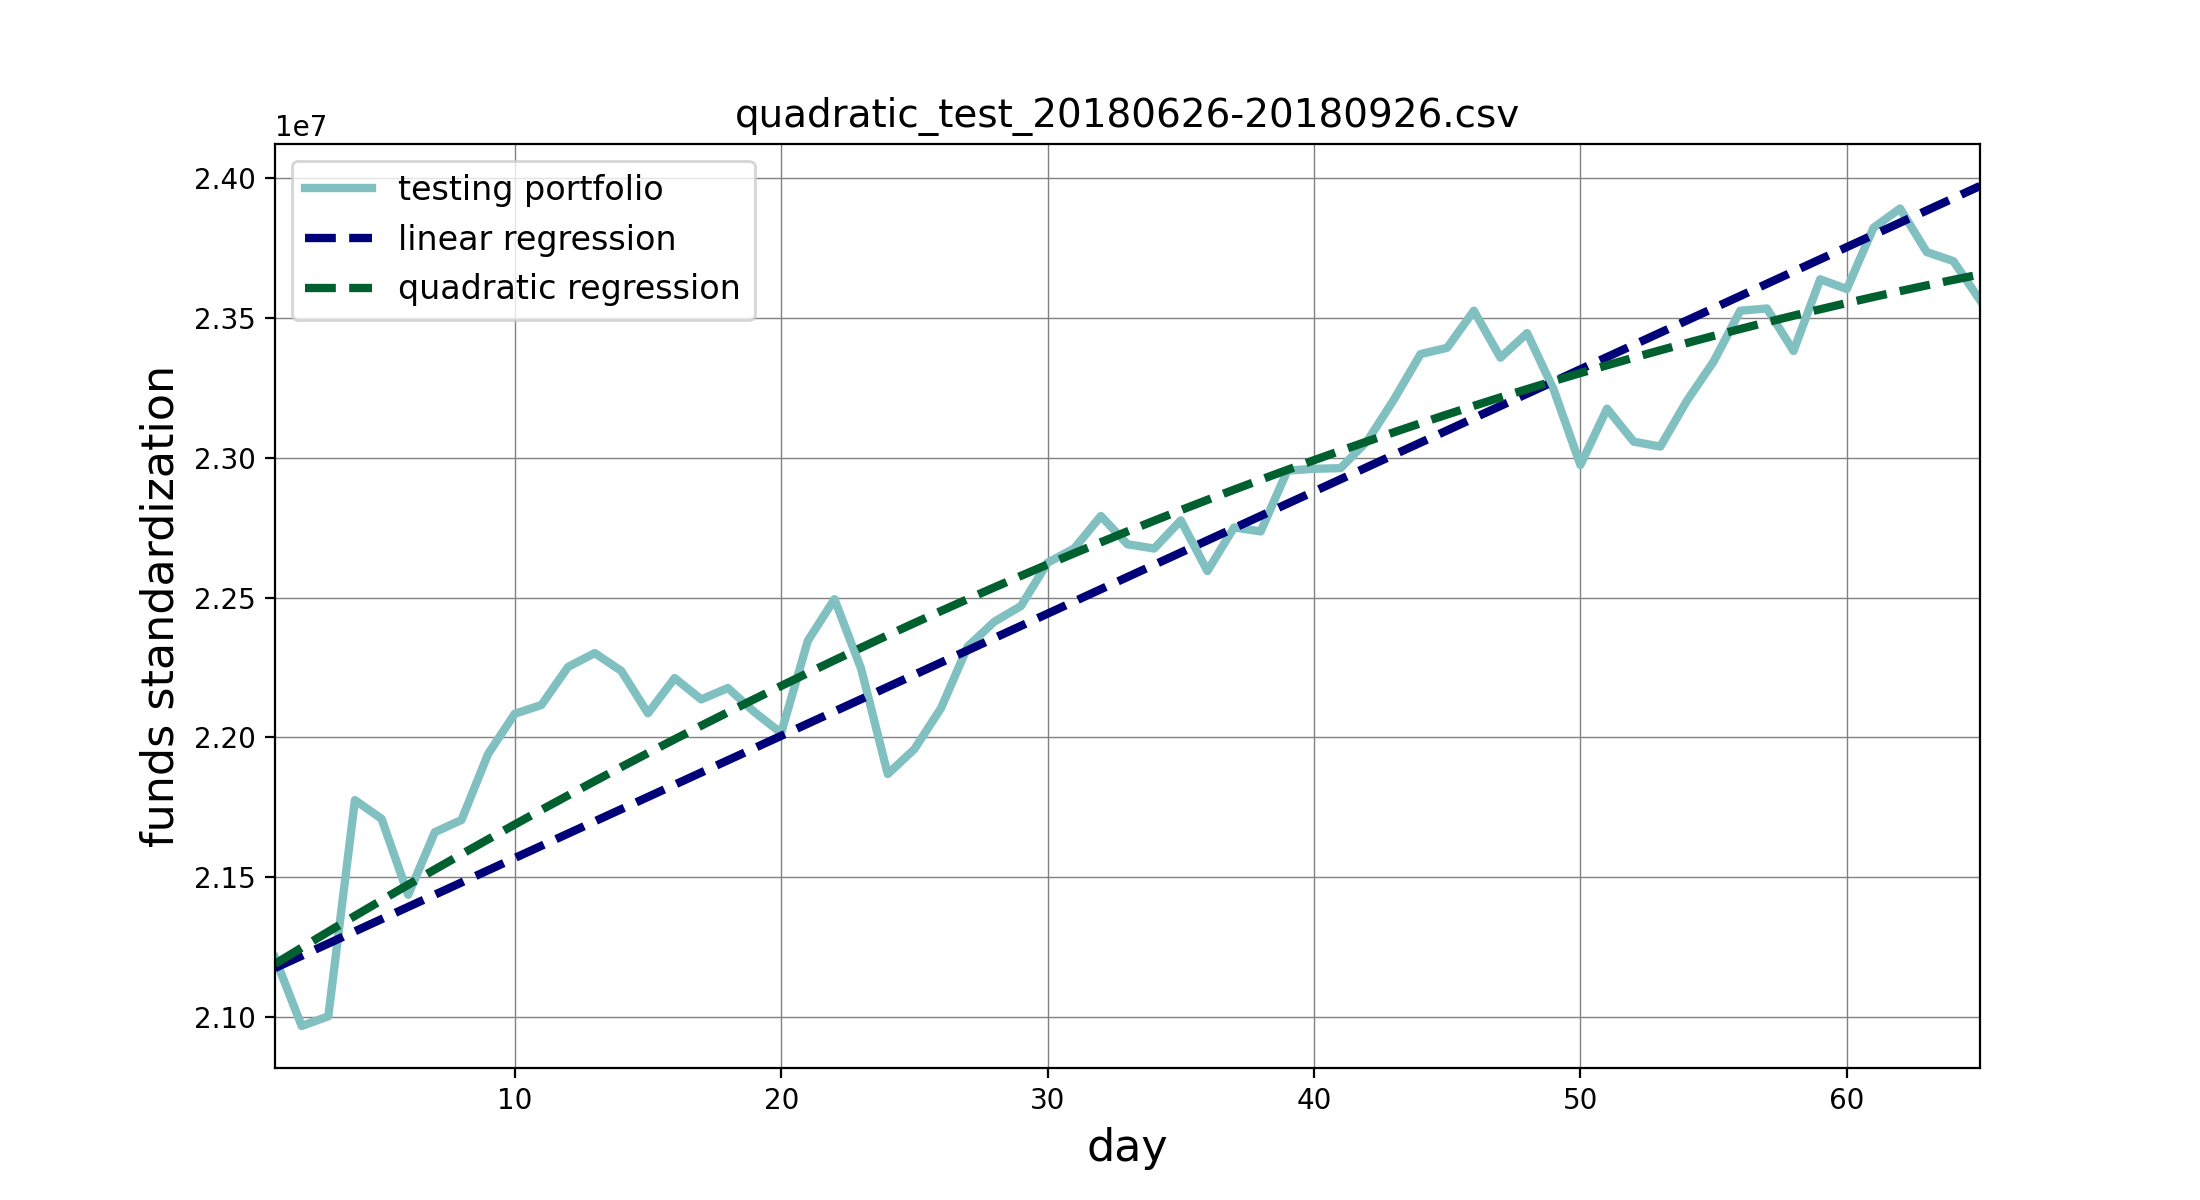 quadratic_test_20180626-20180926.csv
1e7
testing portfolio
linear regression
quadratic regression
2.40
2.35
2.30
2.25
2.20
2.15
2.10
funds standardization
10 20 30 40 50 60
day